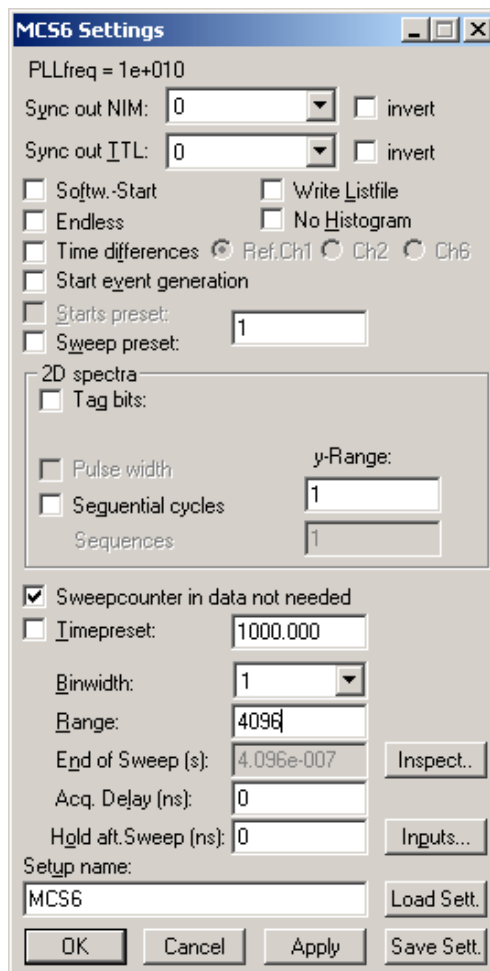 MCS6 Settings
PLLfreq = 1e+010
Sync out NIM: 0 invert
Sync out TTL: 0 invert
Softw.-Start Write Listfile
Endless No Histogram
Time differences Ref.Ch1 Ch2 Ch6
Start event generation
Starts preset:
1
Sweep preset:
2D spectra
Tag bits:
y-Range:
Pulse width
Sequential cycles 1
Sequences 1
Sweepcounter in data not needed
Timepreset: 1000.000
Binwidth: 1
Range: 4096
End of Sweep (s): 4.096e-007 Inspect..
Acq. Delay (ns): 0
Hold aft.Sweep (ns): 0 Inputs...
Setup name:
MCS6 Load Sett.
OK Cancel Apply Save Sett.